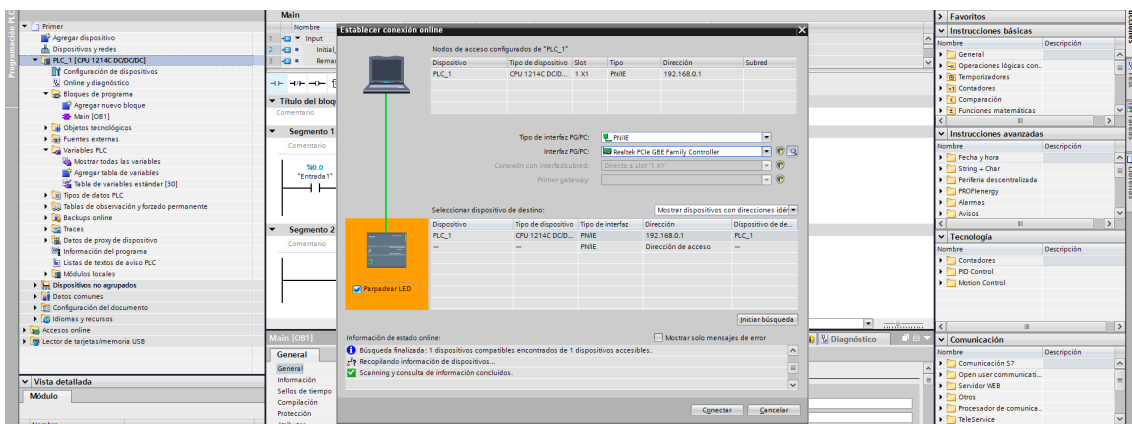 Programación PLC
Primer
Agregar dispositivo
Dispositivos y redes
PLC_1 [CPU 1214C DC/DC/DC]
Configuración de dispositivos
Online y diagnóstico
Bloques de programa
Agregar nuevo bloque
Main [OB1]
Objetos tecnológicos
Fuentes externas
Variables PLC
Mostrar todas las variables
Agregar tabla de variables
Tabla de variables estándar [30]
Tipos de datos PLC
Tablas de observación y forzado permanente
Backups online
Traces
Datos de proxy de dispositivo
Información del programa
Listas de textos de aviso PLC
Módulos locales
Dispositivos no agrupados
Datos comunes
Configuración del documento
Idiomas y recursos
Accesos online
Lector de tarjetas/memoria USB
Vista detallada
Módulo
Main
Nombre
1 Input
2 Initial_
3 Rema
Título del bloq
Comentario
Segmento 1
Comentario
%I0.0
"Entrada1"
Segmento 2
Comentario
Main [OB1]
General
General
Información
Sellos de tiempo
Compilación
Protección
Diagnóstico
Establecer conexión online
Nodos de acceso configurados de "PLC_1"
Dispositivo Tipo de dispositivo Slot Tipo Dirección Subred
PLC_1 CPU 1214C DC/D... 1 X1 PN/IE 192.168.0.1
Tipo de interfaz PG/PC: PN/IE
Interfaz PG/PC: Realtek PCIe GBE Family Controller
Conexión con interfaz/subred: Directo a slot '1 X1'
Primer gateway:
Seleccionar dispositivo de destino: Mostrar dispositivos con direcciones idén
Dispositivo Tipo de dispositivo Tipo de interfaz Dirección Dispositivo de de...
PLC_1 CPU 1214C DC/D... PN/IE 192.168.0.1 PLC_1
— — PN/IE Dirección de acceso —
Parpadear LED
Iniciar búsqueda
Información de estado online: Mostrar solo mensajes de error
Búsqueda finalizada: 1 dispositivos compatibles encontrados de 1 dispositivos accesibles.
Recopilando información de dispositivos...
Scanning y consulta de información concluidos.
Conectar Cancelar
Favoritos
Instrucciones básicas
Nombre Descripción
General
Operaciones lógicas con..
Temporizadores
Contadores
Comparación
Funciones matemáticas
Instrucciones avanzadas
Nombre Descripción
Fecha y hora
String + Char
Periferia descentralizada
PROFIenergy
Alarmas
Avisos
Tecnología
Nombre Descripción
Contadores
PID Control
Motion Control
Comunicación
Nombre Descripción
Comunicación S7
Open user communicati...
Servidor WEB
Otros
Procesador de comunica..
TeleService